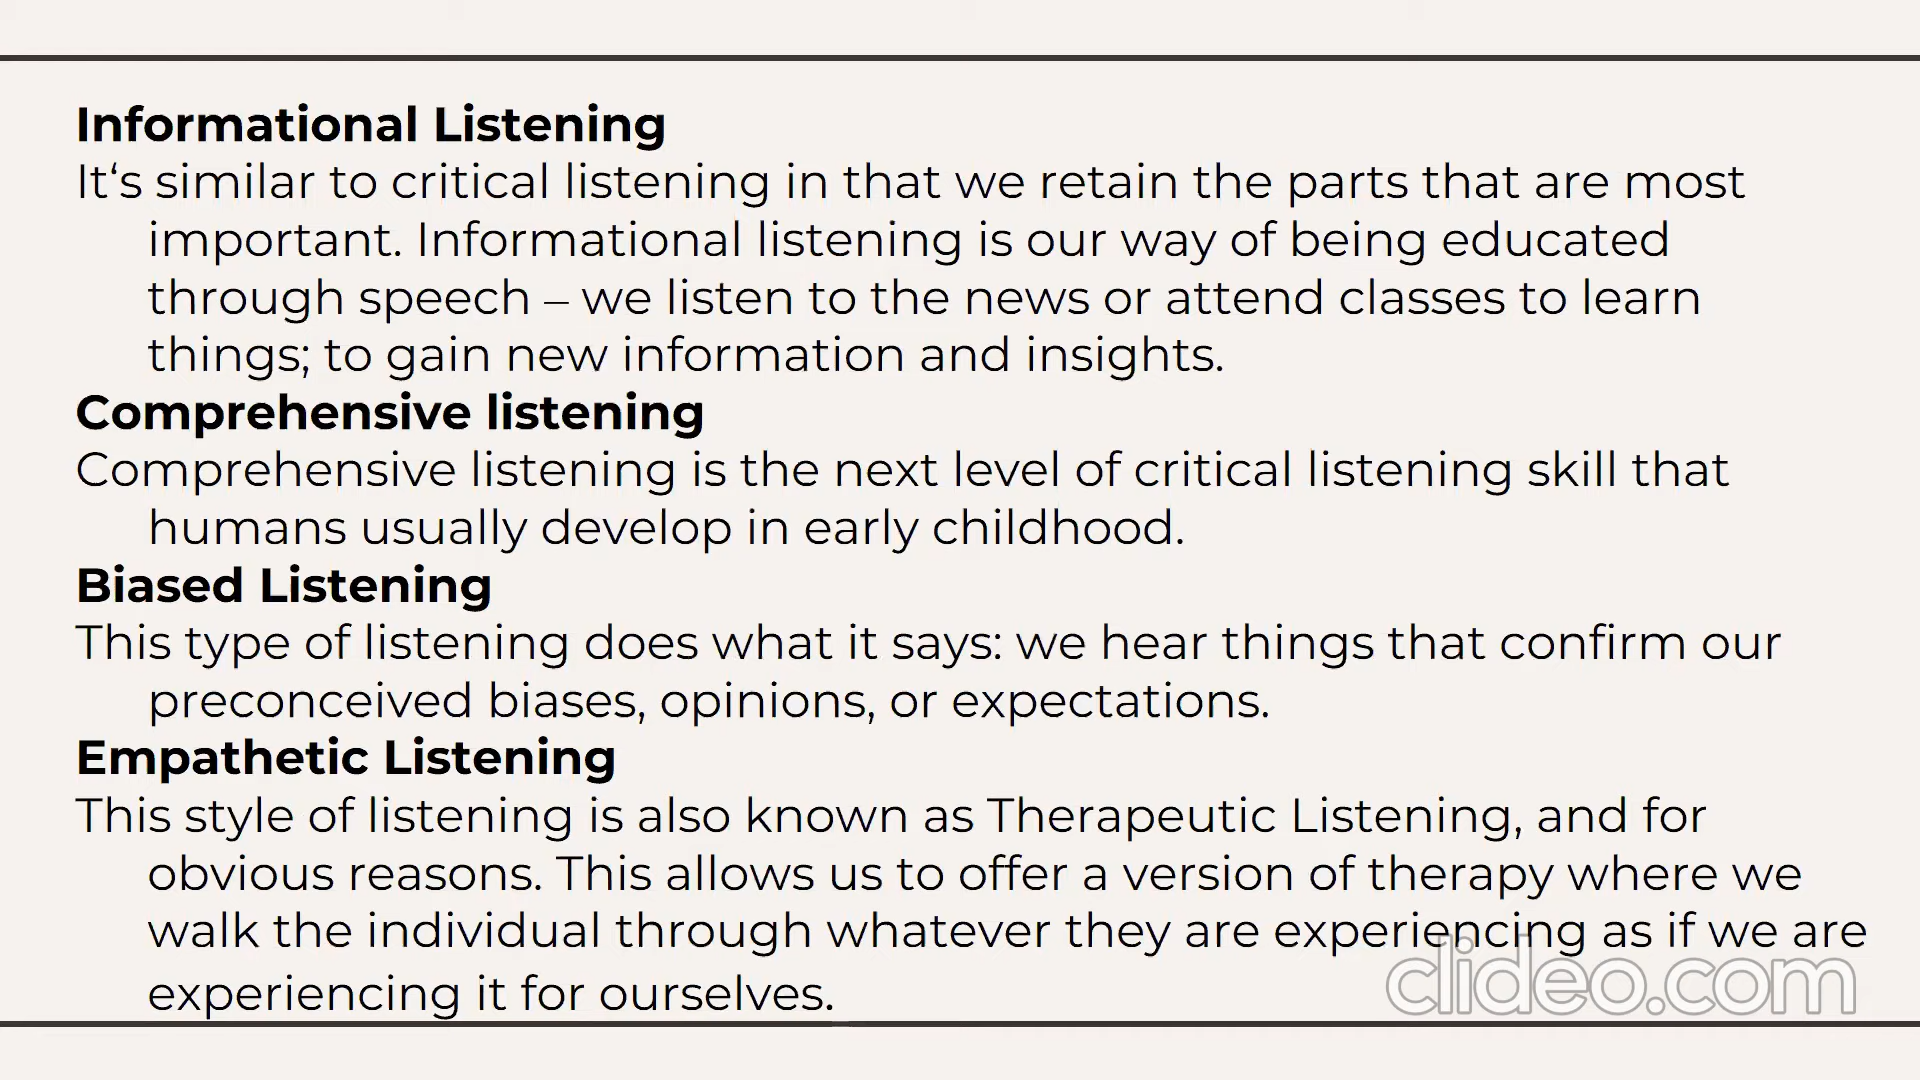 Informational Listening
It‘s similar to critical listening in that we retain the parts that are most
important. Informational listening is our way of being educated
through speech – we listen to the news or attend classes to learn
things; to gain new information and insights.
Comprehensive listening
Comprehensive listening is the next level of critical listening skill that
humans usually develop in early childhood.
Biased Listening
This type of listening does what it says: we hear things that confirm our
preconceived biases, opinions, or expectations.
Empathetic Listening
This style of listening is also known as Therapeutic Listening, and for
obvious reasons. This allows us to offer a version of therapy where we
walk the individual through whatever they are experiencing as if we are
experiencing it for ourselves.
clideo.com